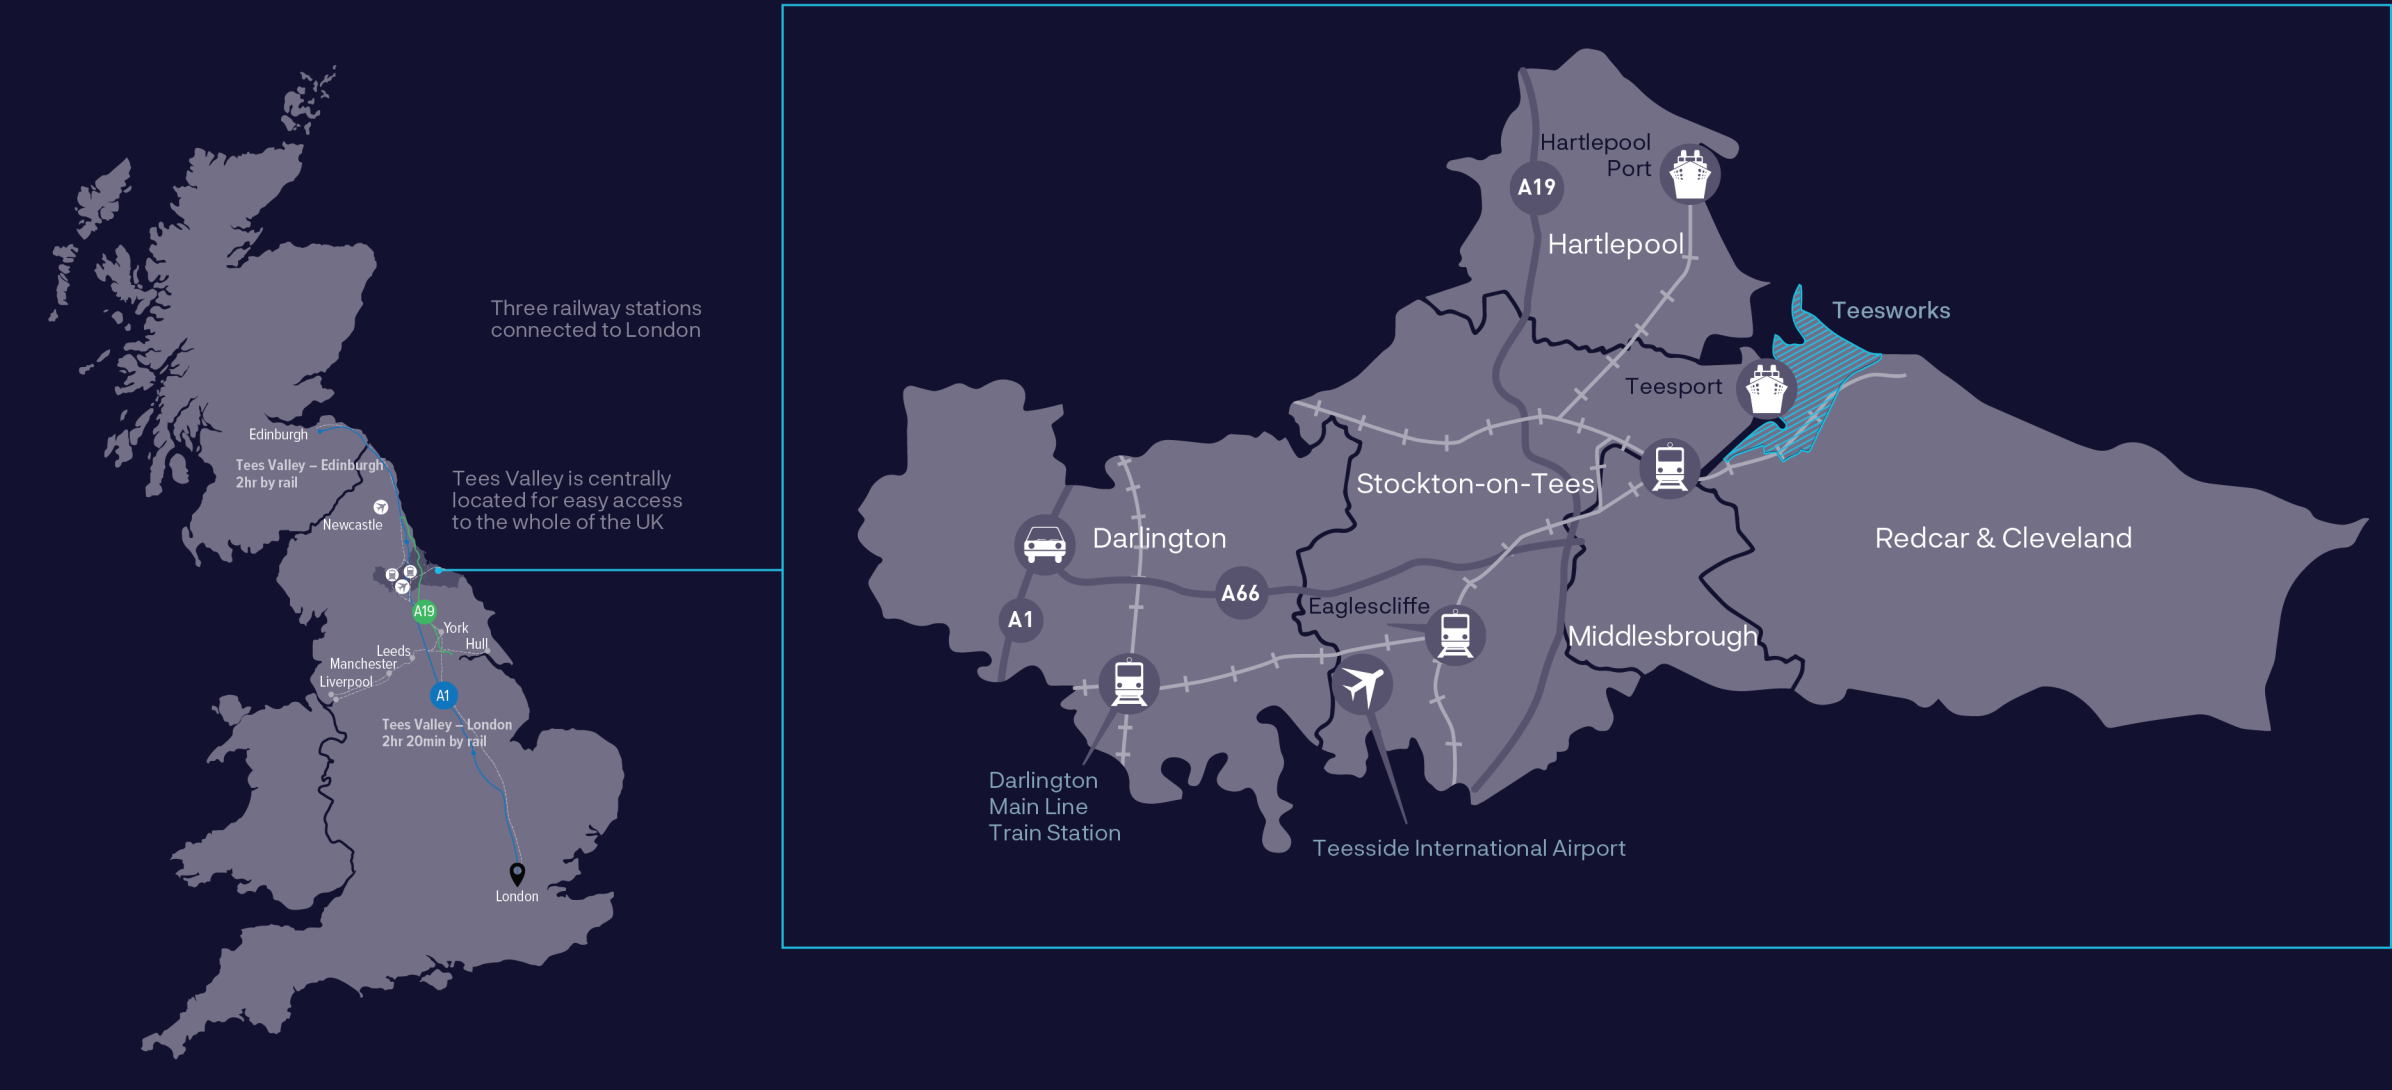 Three railway stations
connected to London
Edinburgh
Tees Valley – Edinburgh
2hr by rail
Tees Valley is centrally
located for easy access
to the whole of the UK
Newcastle
A19
York
Hull
Leeds
Manchester
Liverpool
A1
Tees Valley – London
2hr 20min by rail
London
Hartlepool
Port
A19
Hartlepool
Teesworks
Teesport
Stockton-on-Tees
Darlington
Redcar & Cleveland
A66
Eaglescliffe
A1
Middlesbrough
Darlington
Main Line
Train Station
Teesside International Airport